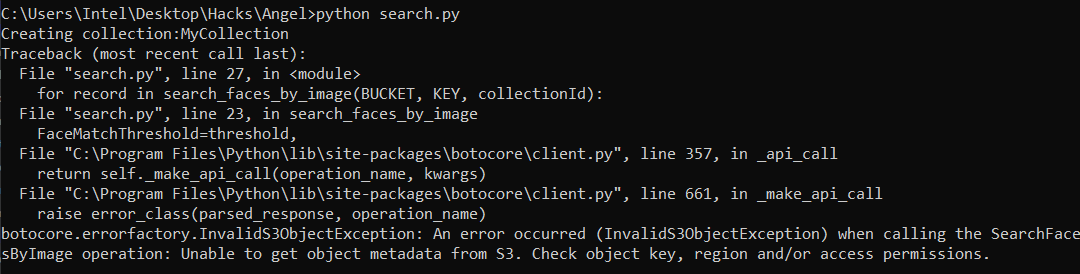 C:\Users\Intel\Desktop\Hacks\Angel>python search.py
Creating collection:MyCollection
Traceback (most recent call last):
  File "search.py", line 27, in <module>
    for record in search_faces_by_image(BUCKET, KEY, collectionId):
  File "search.py", line 23, in search_faces_by_image
    FaceMatchThreshold=threshold,
  File "C:\Program Files\Python\lib\site-packages\botocore\client.py", line 357, in _api_call
    return self._make_api_call(operation_name, kwargs)
  File "C:\Program Files\Python\lib\site-packages\botocore\client.py", line 661, in _make_api_call
    raise error_class(parsed_response, operation_name)
botocore.errorfactory.InvalidS3ObjectException: An error occurred (InvalidS3ObjectException) when calling the SearchFace
sByImage operation: Unable to get object metadata from S3. Check object key, region and/or access permissions.